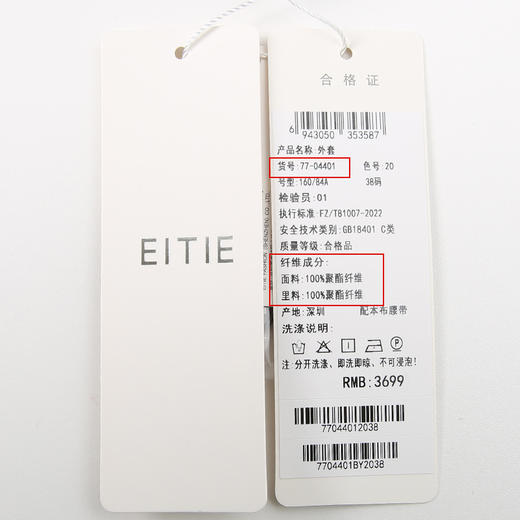 EITIE
合格证
6 943050 353587
产品名称:外套
货号:77-04401 色号:20
号型:160/84A 38码
检验员:01
执行标准:FZ/T81007-2022
安全技术类别:GB18401 C类
质量等级:合格品
纤维成分:
面料:100%聚酯纤维
里料:100%聚酯纤维
产地:深圳 配本布腰带
洗涤说明:
注:分开洗涤、即洗即晾、不可浸泡!
RMB:3699
77044012038
7704401BY2038